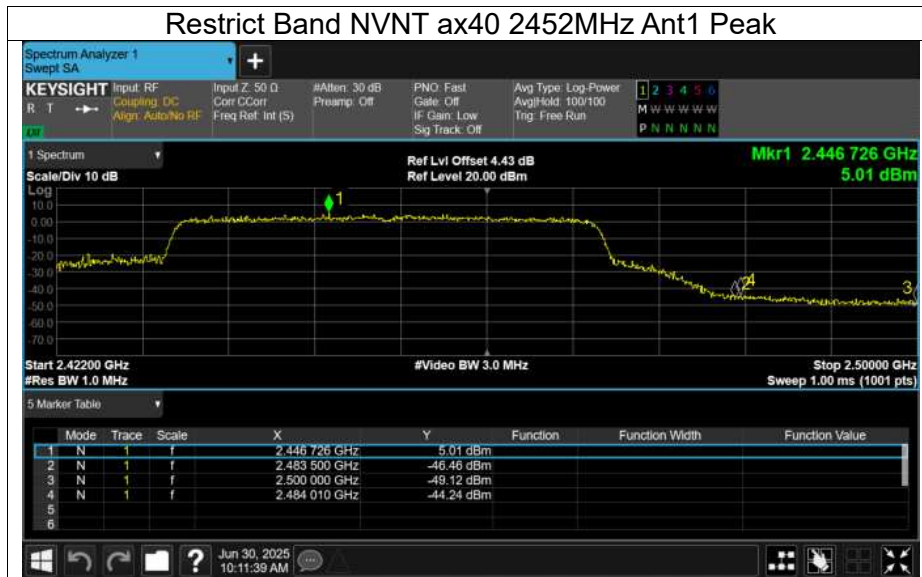 Restrict Band NVNT ax40 2452MHz Ant1 Peak
Spectrum Analyzer 1
Swept SA
+
KEYSIGHT Input: RF Input Z: 50 Ω #Atten: 30 dB PNO: Fast Avg Type: Log-Power 1 2 3 4 5 6
R T Coupling: DC Corr CCorr Preamp: Off Gate: Off Avg|Hold: 100/100 M W W W W W
Align: Auto/No RF Freq Ref: Int (S) IF Gain: Low Trig: Free Run
Sig Track: Off P N N N N N
1 Spectrum
Ref Lvl Offset 4.43 dB Mkr1 2.446 726 GHz
Scale/Div 10 dB Ref Level 20.00 dBm 5.01 dBm
Log
10.0
0.00
-10.0
-20.0
-30.0
-40.0
-50.0
-60.0
-70.0
1
2
4
3
Start 2.42200 GHz #Video BW 3.0 MHz Stop 2.50000 GHz
#Res BW 1.0 MHz Sweep 1.00 ms (1001 pts)
5 Marker Table
Mode Trace Scale X Y Function Function Width Function Value
1 N 1 f 2.446 726 GHz 5.01 dBm
2 N 1 f 2.483 500 GHz -46.46 dBm
3 N 1 f 2.500 000 GHz -49.12 dBm
4 N 1 f 2.484 010 GHz -44.24 dBm
5
6
? Jun 30, 2025
10:11:39 AM